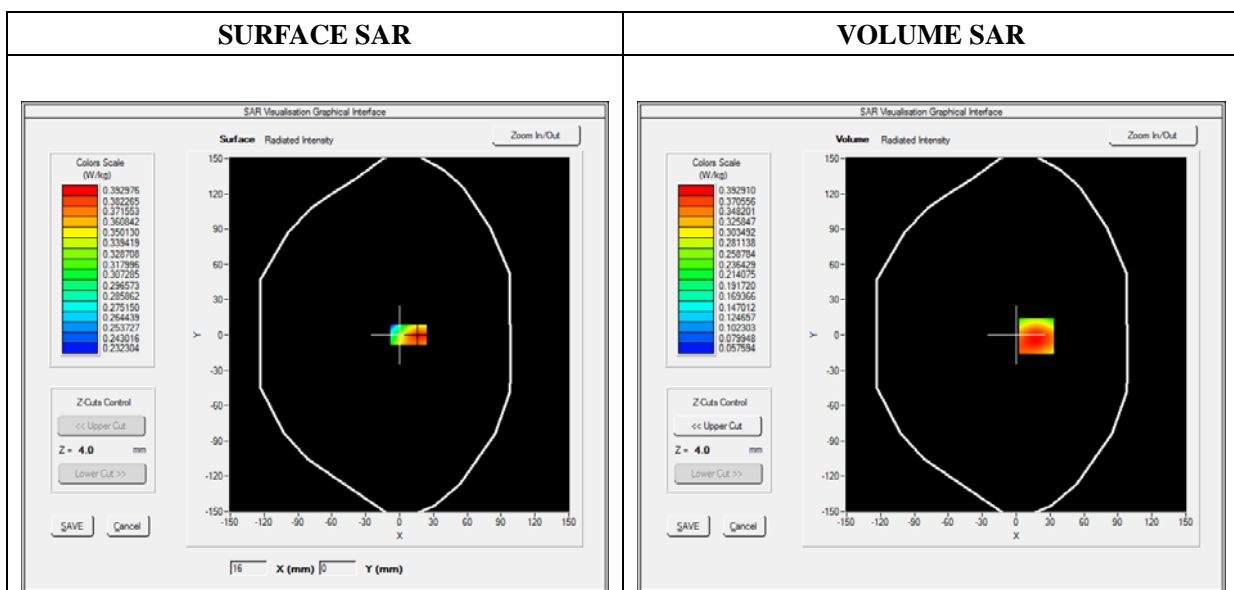 SURFACE SAR
VOLUME SAR
SAR Visualisation Graphical Interface
Surface Radiated Intensity
Zoom In/Out
Colors Scale
(W/kg)
0.392976
0.382265
0.371553
0.360842
0.350130
0.339419
0.328708
0.317996
0.307285
0.296573
0.285862
0.275150
0.264439
0.253727
0.243016
0.232304
Z-Cuts Control
<< Upper Cut
Z = 4.0 mm
Lower Cut >>
SAVE Cancel
150
120
90
60
30
Y 0
-30
-60
-90
-120
-150
-150 -120 -90 -60 -30 0 30 60 90 120 150
X
16 X (mm) 0 Y (mm)
SAR Visualisation Graphical Interface
Volume Radiated Intensity
Zoom In/Out
Colors Scale
(W/kg)
0.392910
0.370556
0.348201
0.325847
0.303492
0.281138
0.258784
0.236429
0.214075
0.191720
0.169366
0.147012
0.124657
0.102303
0.079948
0.057594
Z-Cuts Control
<< Upper Cut
Z = 4.0 mm
Lower Cut >>
SAVE Cancel
150
120
90
60
30
Y 0
-30
-60
-90
-120
-150
-150 -120 -90 -60 -30 0 30 60 90 120 150
X